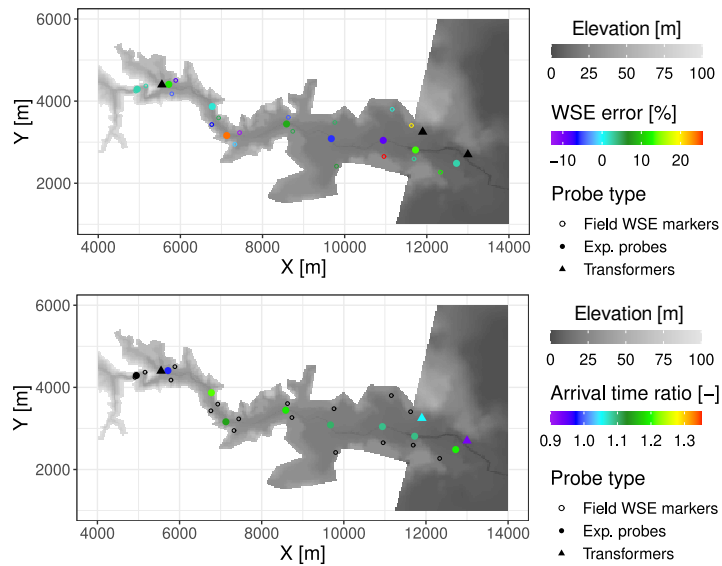 6000
4000
2000
Y [m]
4000 6000 8000 10000 12000 14000
X [m]
Elevation [m]
0 25 50 75 100
WSE error [%]
−10 0 10 20
Probe type
Field WSE markers
Exp. probes
Transformers
6000
4000
2000
Y [m]
4000 6000 8000 10000 12000 14000
X [m]
Elevation [m]
0 25 50 75 100
Arrival time ratio [−]
0.9 1.0 1.1 1.2 1.3
Probe type
Field WSE markers
Exp. probes
Transformers